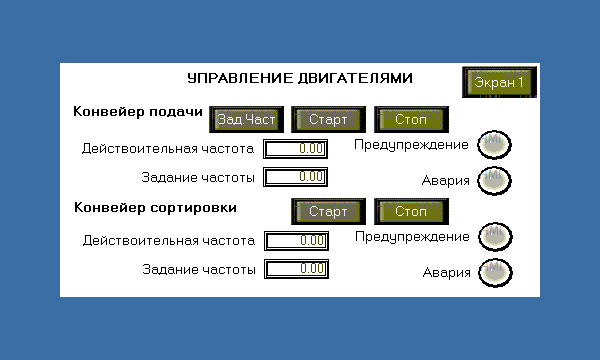 УПРАВЛЕНИЕ ДВИГАТЕЛЯМИ
Экран 1
Конвейер подачи Зад.Част Старт Стоп
Действоительная частота 0.00 Предупреждение
Задание частоты 0.00 Авария
Конвейер сортировки Старт Стоп
Действоительная частота 0.00 Предупреждение
Задание частоты 0.00 Авария